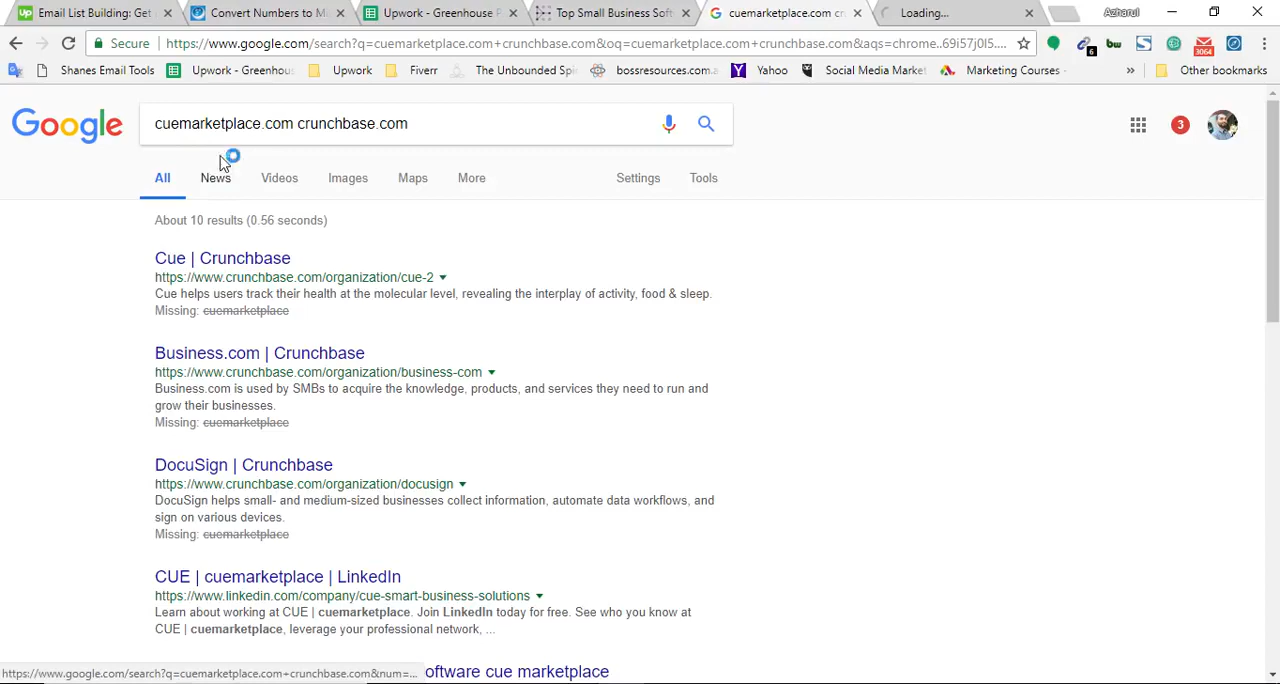 Email List Building: Get
Convert Numbers to Mi
Upwork - Greenhouse P
Top Small Business Soft
cuemarketplace.com cr
Loading...
Azharul
Secure
https://www.google.com/search?q=cuemarketplace.com+crunchbase.com&oq=cuemarketplace.com+crunchbase.com&aqs=chrome..69i57j0l5....
6
bw
3064
Shanes Email Tools
Upwork - Greenhous
Upwork
Fiverr
The Unbounded Spi
bossresources.com.a
Yahoo
Social Media Market
Marketing Courses -
»
Other bookmarks
Google
cuemarketplace.com crunchbase.com
3
All
News
Videos
Images
Maps
More
Settings
Tools
About 10 results (0.56 seconds)
Cue | Crunchbase
https://www.crunchbase.com/organization/cue-2
Cue helps users track their health at the molecular level, revealing the interplay of activity, food & sleep.
Missing: cuemarketplace
Business.com | Crunchbase
https://www.crunchbase.com/organization/business-com
Business.com is used by SMBs to acquire the knowledge, products, and services they need to run and
grow their businesses.
Missing: cuemarketplace
DocuSign | Crunchbase
https://www.crunchbase.com/organization/docusign
DocuSign helps small- and medium-sized businesses collect information, automate data workflows, and
sign on various devices.
Missing: cuemarketplace
CUE | cuemarketplace | LinkedIn
https://www.linkedin.com/company/cue-smart-business-solutions
Learn about working at CUE | cuemarketplace. Join LinkedIn today for free. See who you know at
CUE | cuemarketplace, leverage your professional network, ...
oftware cue marketplace
https://www.google.com/search?q=cuemarketplace.com+crunchbase.com&num=...